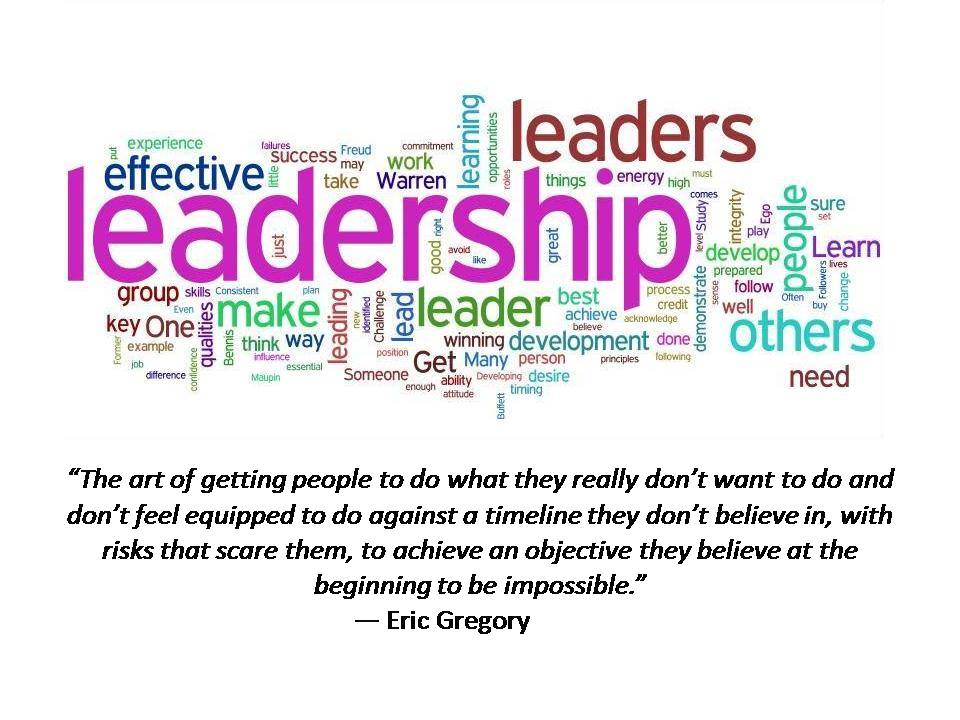 experience
put
failures
success
Freud
may
commitment
work
learning
opportunities
leaders
effective
little
take
Warren
roles
things
energy
high
must
comes
leadership
just
good
right
avoid
like
great
better
level
Study
integrity
Ego
play
people
sure
set
develop
Learn
prepared
sense
follow
Often
Followers
lives
buy
change
group
skills
Consistent
plan
Even
qualities
make
leading
new
identified
Challenge
lead
leader
best
achieve
believe
process
credit
acknowledge
demonstrate
well
others
key
One
Former
example
job
difference
confidence
Bennis
think
way
influence
essential
Maupin
position
Someone
Get
enough
ability
attitude
winning
development
Many
Developing
person
desire
timing
Buffett
principles
done
following
need
“The art of getting people to do what they really don’t want to do and
don’t feel equipped to do against a timeline they don’t believe in, with
risks that scare them, to achieve an objective they believe at the
beginning to be impossible.”
— Eric Gregory